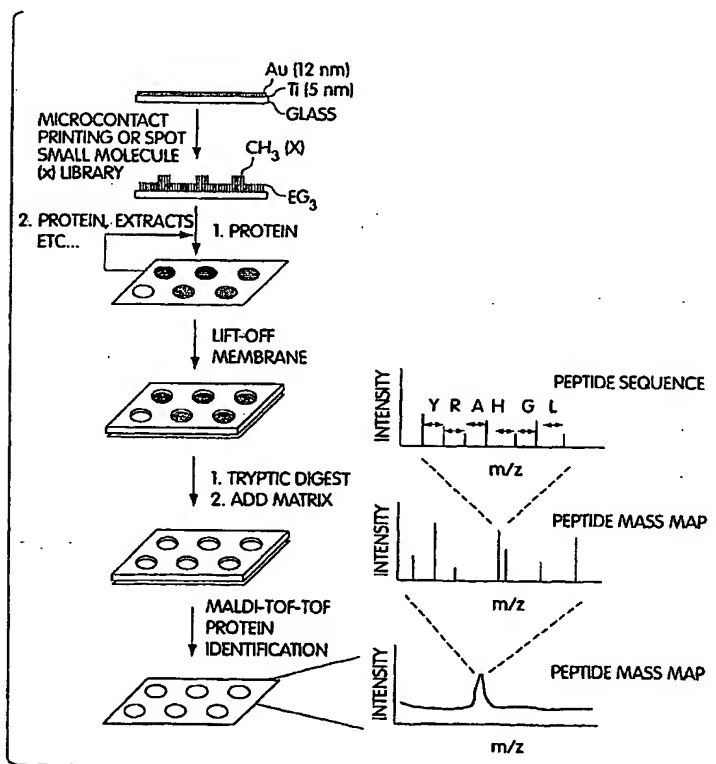 Au (12 nm)
Ti (5 nm)
GLASS
MICROCONTACT
PRINTING OR SPOT
SMALL MOLECULE
(x) LIBRARY
CH3 (X)
EG3
2. PROTEIN, EXTRACTS
ETC...
1. PROTEIN
LIFT-OFF
MEMBRANE
1. TRYPTIC DIGEST
2. ADD MATRIX
MALDI-TOF-TOF
PROTEIN
IDENTIFICATION
PEPTIDE SEQUENCE
INTENSITY
Y R A H G L
m/z
PEPTIDE MASS MAP
INTENSITY
m/z
PEPTIDE MASS MAP
INTENSITY
m/z